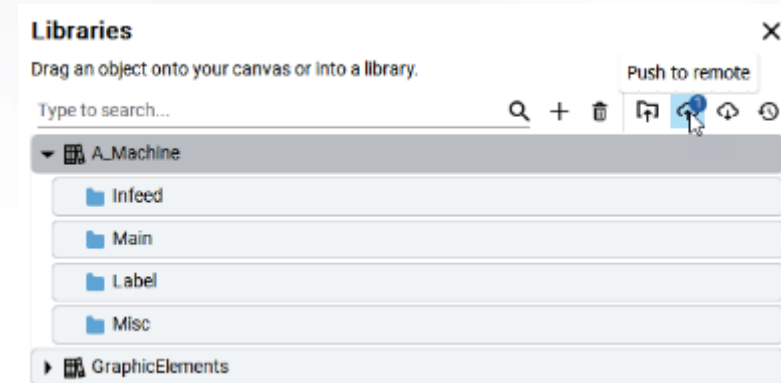 Libraries
Drag an object onto your canvas or into a library.
Push to remote
Type to search...
1
A_Machine
Infeed
Main
Label
Misc
GraphicElements